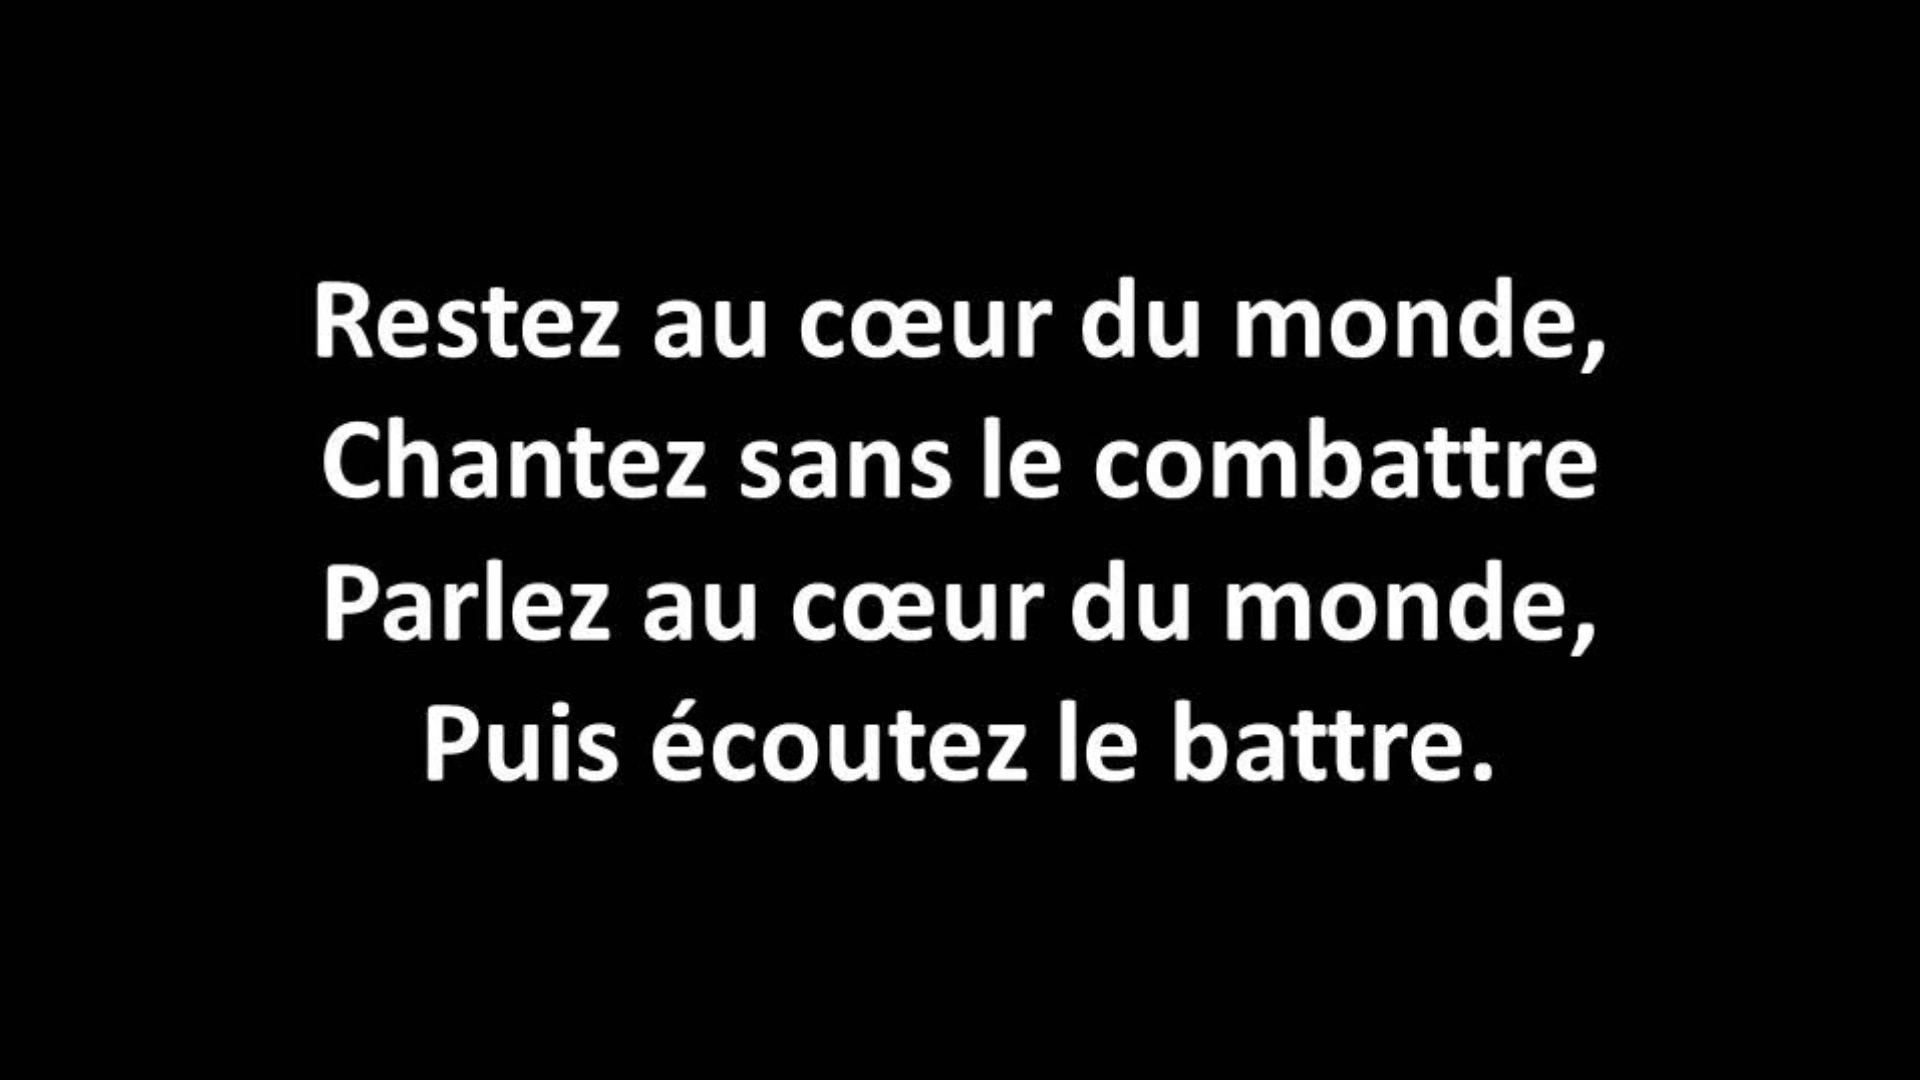 Restez au cœur du monde,
Chantez sans le combattre
Parlez au cœur du monde,
Puis écoutez le battre.